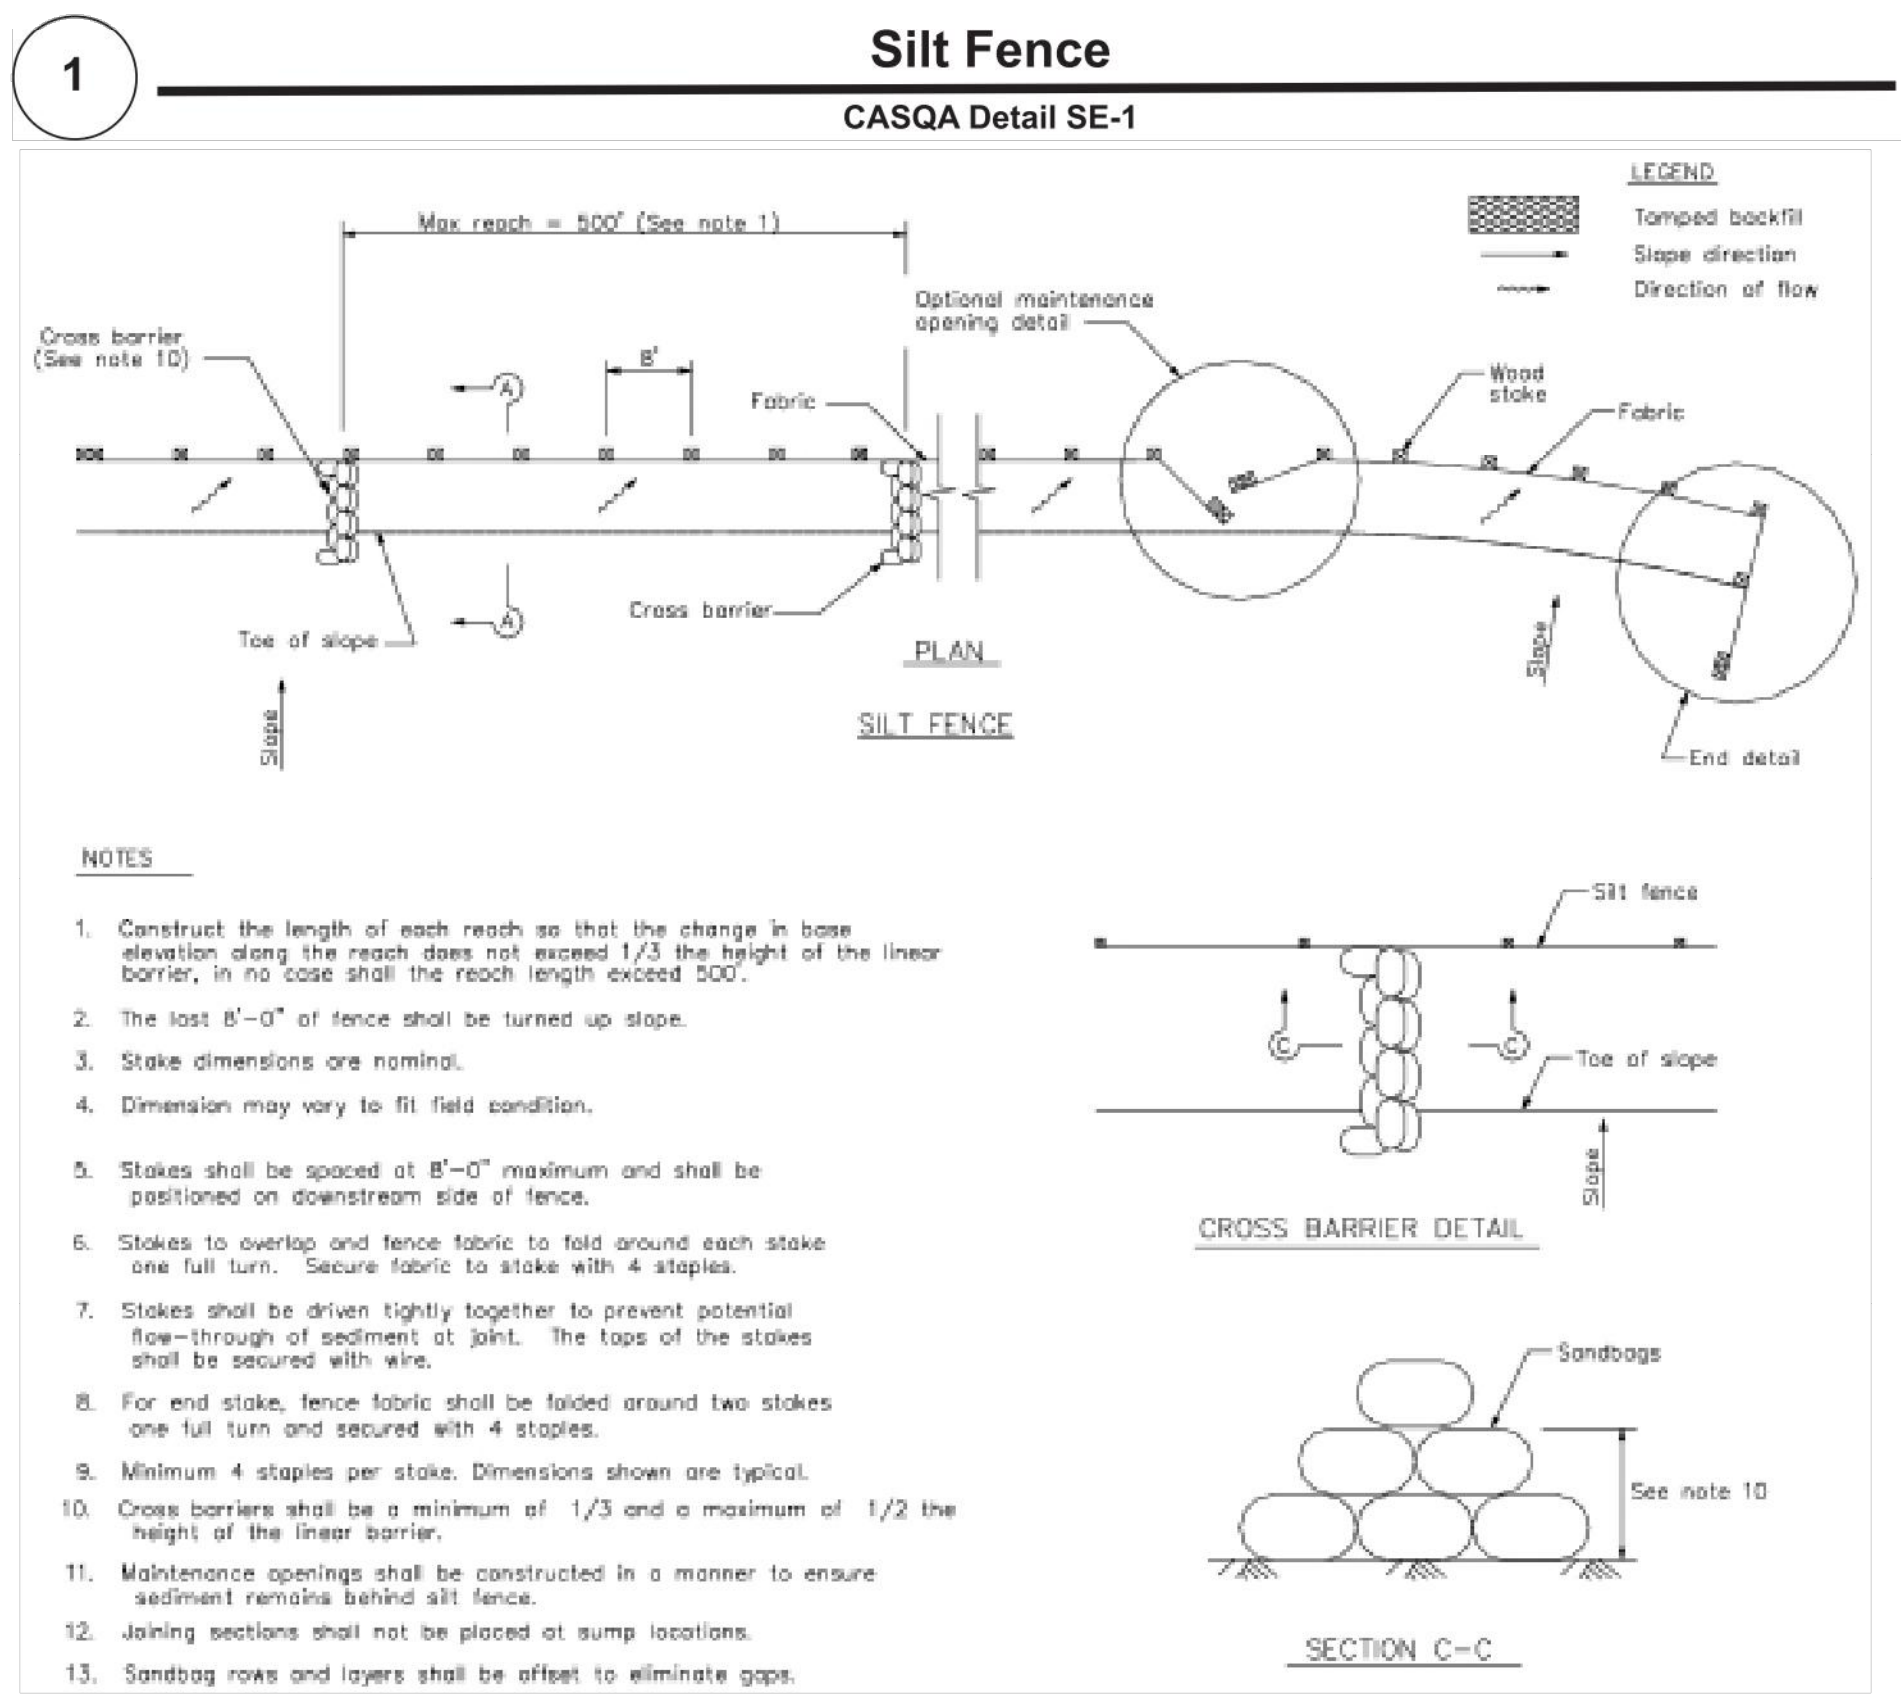 1
Silt Fence
CASQA Detail SE-1
LEGEND
Tamped backfill
Slope direction
Direction of flow
Max reach = 500' (See note 1)
Optional maintenance
opening detail
Cross barrier
(See note 10)
8'
A
Fabric
Wood
stake
Fabric
Cross barrier
A
Toe of slope
PLAN
Slope
Slope
SILT FENCE
End detail
NOTES
1. Construct the length of each reach so that the change in base
elevation along the reach does not exceed 1/3 the height of the linear
barrier, in no case shall the reach length exceed 500'.
2. The last 8'-0" of fence shall be turned up slope.
3. Stake dimensions are nominal.
4. Dimension may vary to fit field condition.
5. Stakes shall be spaced at 8'-0" maximum and shall be
positioned on downstream side of fence.
6. Stakes to overlap and fence fabric to fold around each stake
one full turn. Secure fabric to stake with 4 staples.
7. Stakes shall be driven tightly together to prevent potential
flow-through of sediment at joint. The tops of the stakes
shall be secured with wire.
8. For end stake, fence fabric shall be folded around two stakes
one full turn and secured with 4 staples.
9. Minimum 4 staples per stake. Dimensions shown are typical.
10. Cross barriers shall be a minimum of 1/3 and a maximum of 1/2 the
height of the linear barrier.
11. Maintenance openings shall be constructed in a manner to ensure
sediment remains behind silt fence.
12. Joining sections shall not be placed at sump locations.
13. Sandbag rows and layers shall be offset to eliminate gaps.
Silt fence
C
C
Toe of slope
Slope
CROSS BARRIER DETAIL
Sandbags
See note 10
SECTION C-C